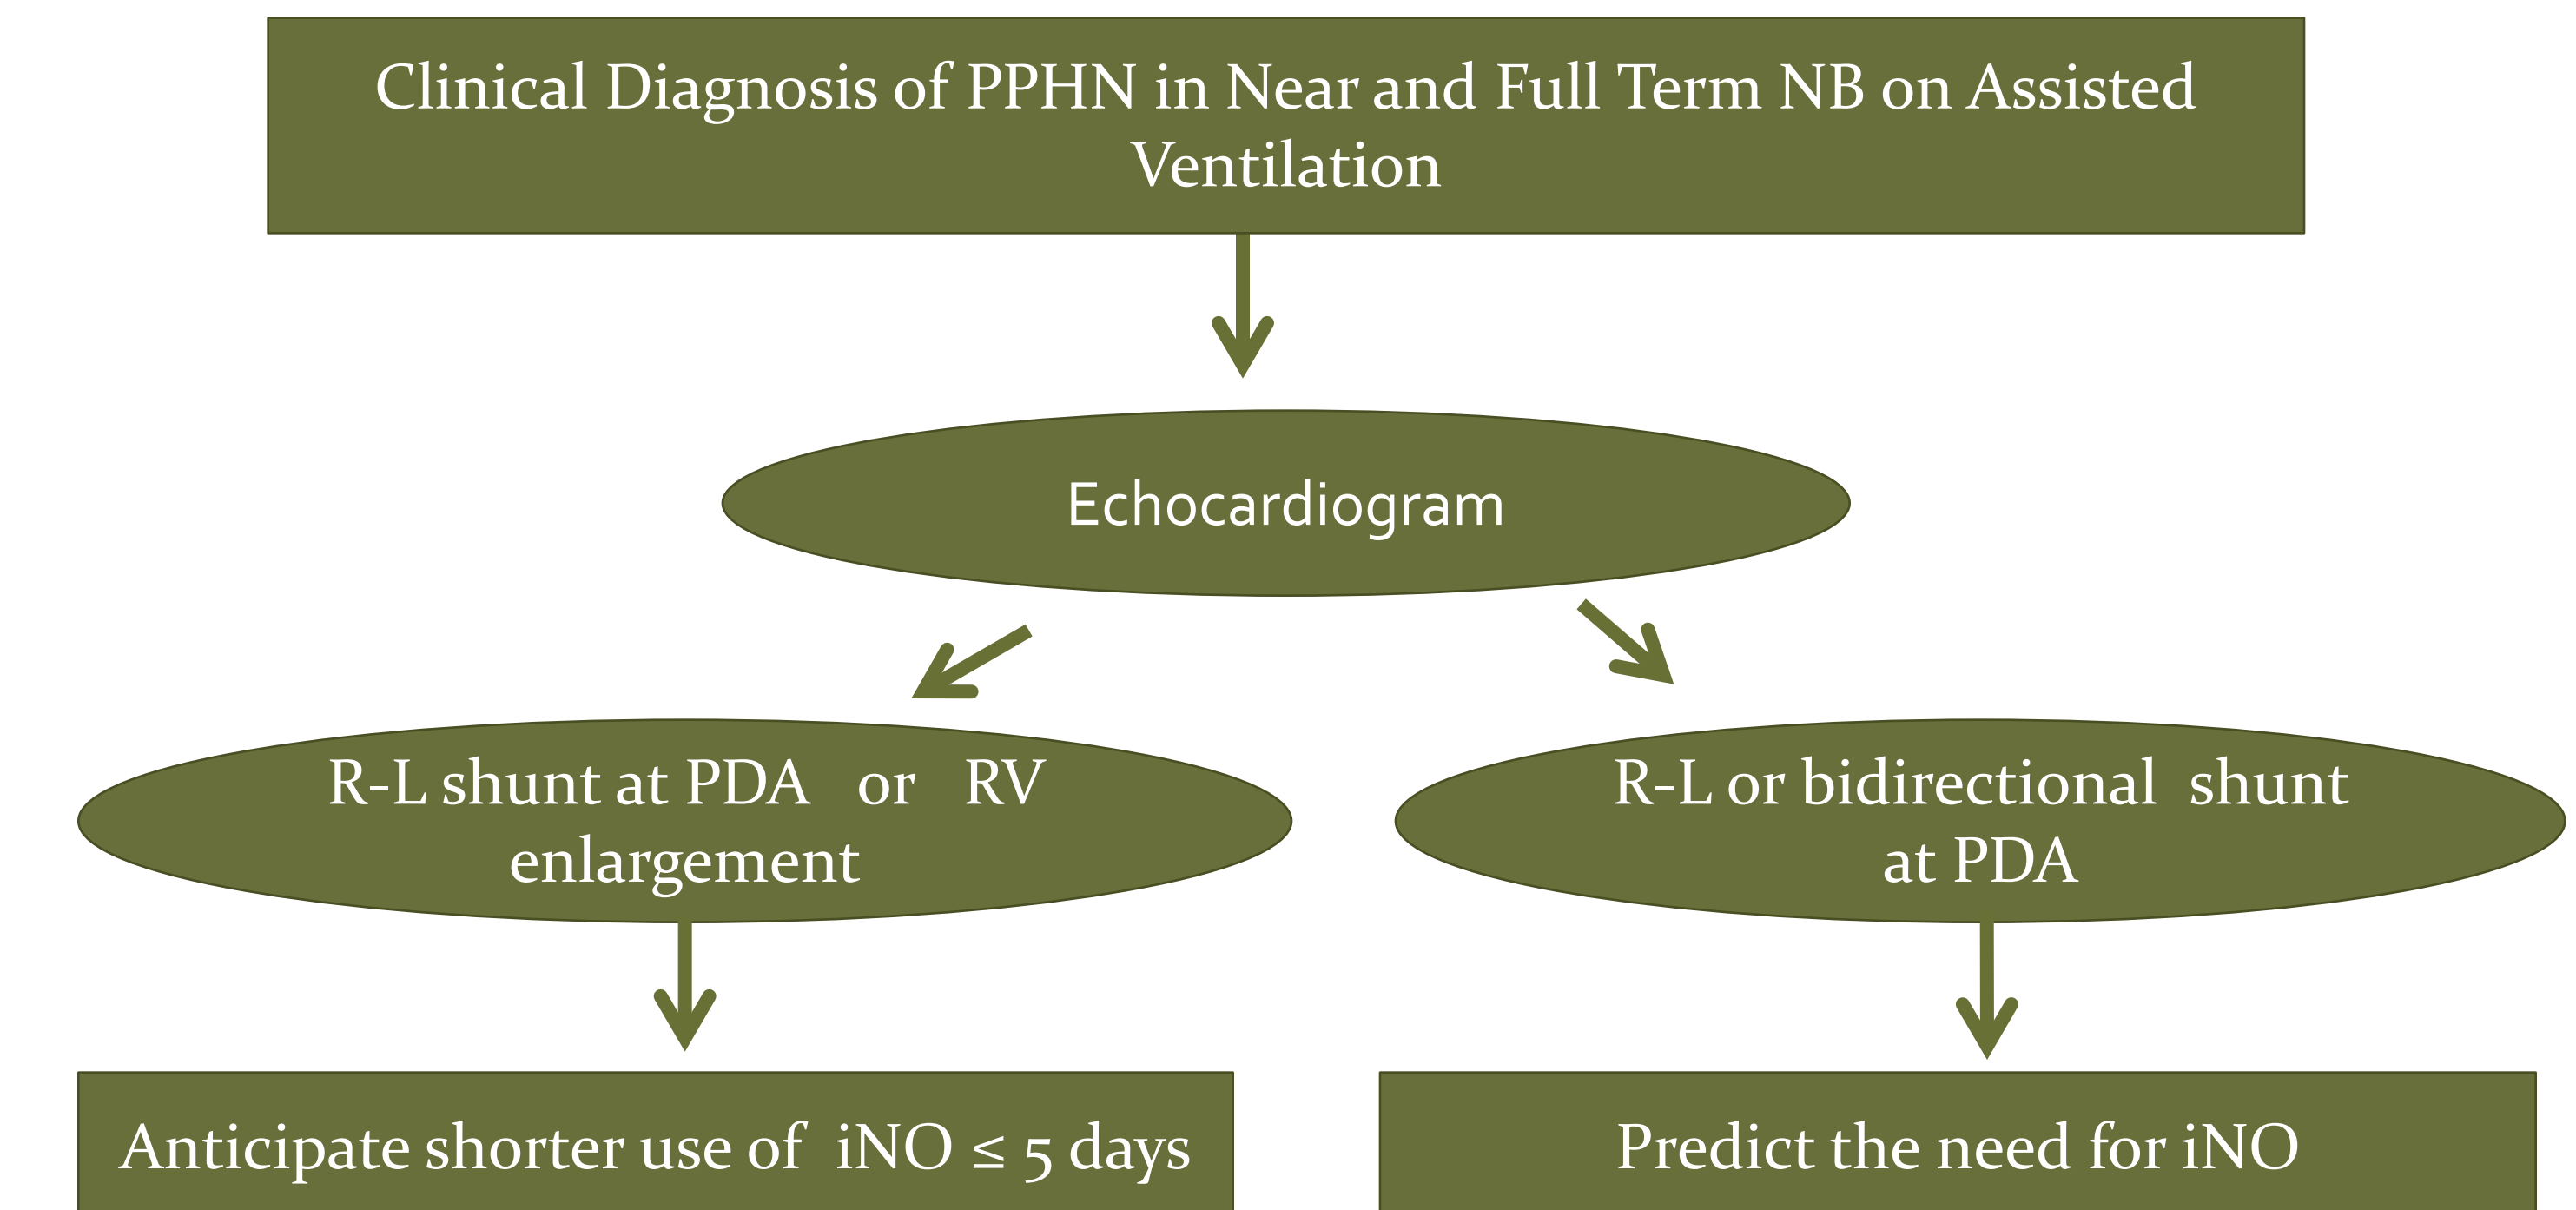 Clinical Diagnosis of PPHN in Near and Full Term NB on Assisted
Ventilation
Echocardiogram
R-L shunt at PDA or RV
enlargement
R-L or bidirectional shunt
at PDA
Anticipate shorter use of iNO ≤ 5 days
Predict the need for iNO